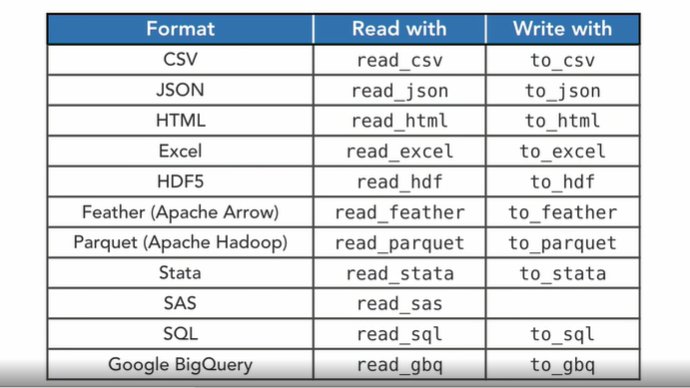 Format Read with Write with
CSV read_csv to_csv
JSON read_json to_json
HTML read_html to_html
Excel read_excel to_excel
HDF5 read_hdf to_hdf
Feather (Apache Arrow) read_feather to_feather
Parquet (Apache Hadoop) read_parquet to_parquet
Stata read_stata to_stata
SAS read_sas
SQL read_sql to_sql
Google BigQuery read_gbq to_gbq